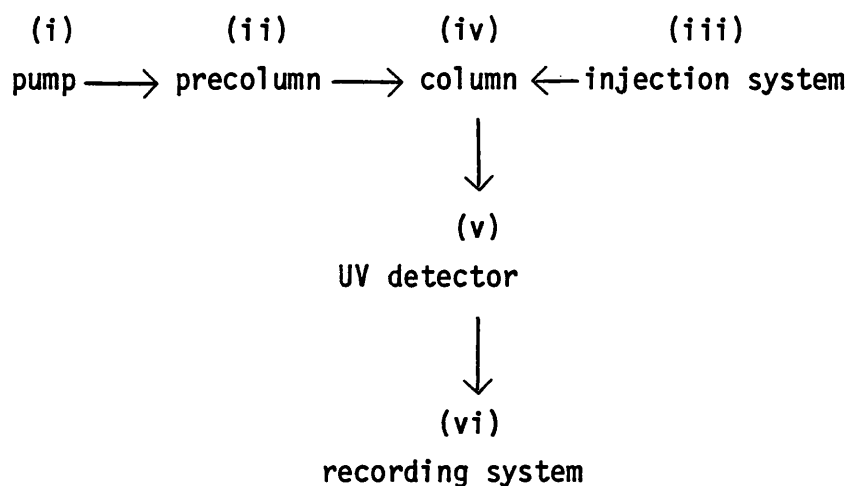 (i) (ii) (iv) (iii)
pump precolumn column injection system
(v)
UV detector
(vi)
recording system